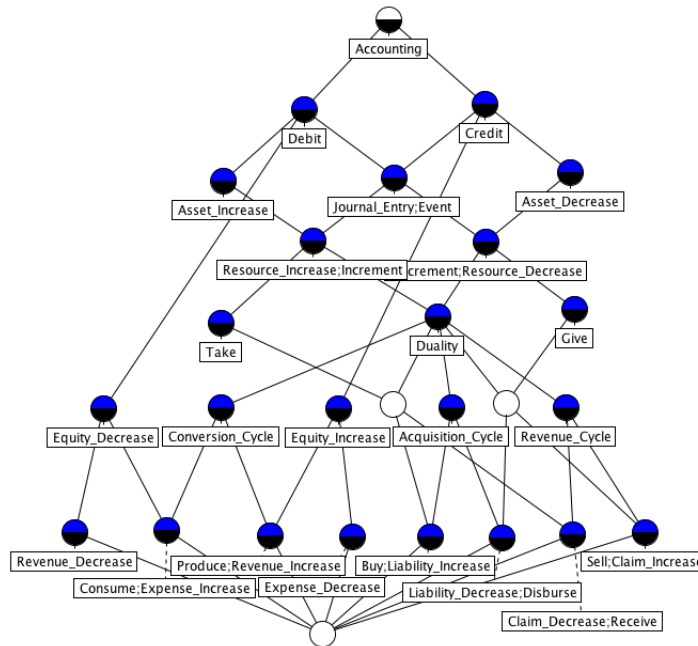 Accounting
Debit
Credit
Asset_Increase
Journal_Entry;Event
Asset_Decrease
Resource_Increase;Increment
crement;Resource_Decrease
Take
Duality
Give
Equity_Decrease
Conversion_Cycle
Equity_Increase
Acquisition_Cycle
Revenue_Cycle
Revenue_Decrease
Produce;Revenue_Increase
Buy;Liability_Increase
Sell;Claim_Increase
Consume;Expense_Increase
Expense_Decrease
Liability_Decrease;Disburse
Claim_Decrease;Receive